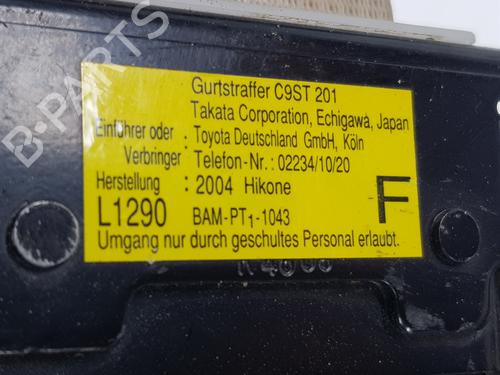 Gurtstraffer C9ST 201
Takata Corporation, Echigawa, Japan
Einführer oder : Toyota Deutschland GmbH, Köln
Verbringer Telefon-Nr.: 02234/10/20
Herstellung : 2004 Hikone
L1290 BAM-PT1-1043 F
Umgang nur durch geschultes Personal erlaubt.
B-PARTS